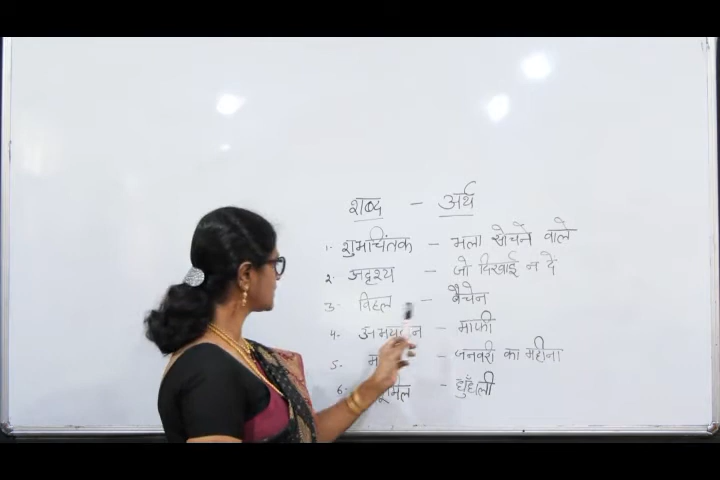 शब्द - अर्थ
1- शुभचिंतक - भला सोचने वाले
2- अदृश्य - जो दिखाई न दे
3- विह्वल - बैचेन
4- - माफी
5- - जनवरी का महीना
6- - धुँधली